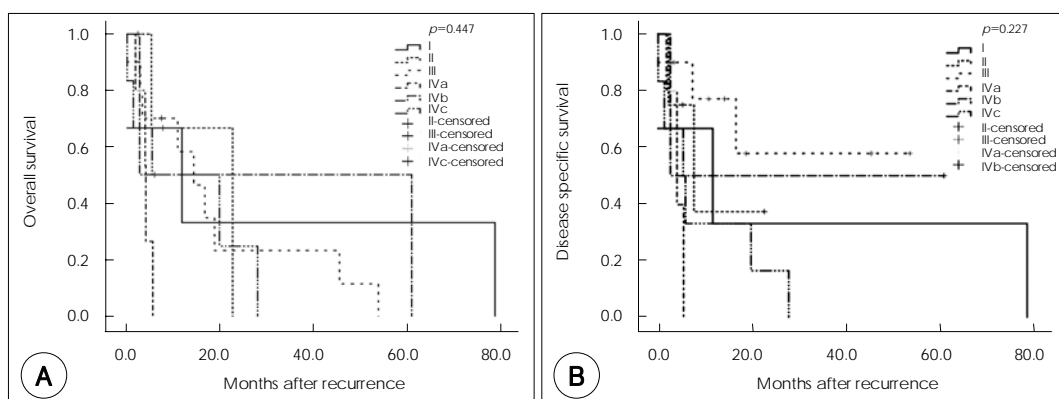 Overall survival
1.0
0.8
0.6
0.4
0.2
0.0
0.0
20.0
40.0
60.0
80.0
Months after recurrence
p=0.447
I
II
III
IVa
IVb
IVc
II-censored
III-censored
IVa-censored
IVc-censored
A
Disease specific survival
1.0
0.8
0.6
0.4
0.2
0.0
0.0
20.0
40.0
60.0
80.0
Months after recurrence
p=0.227
I
II
III
IVa
IVb
IVc
II-censored
III-censored
IVa-censored
IVb-censored
B